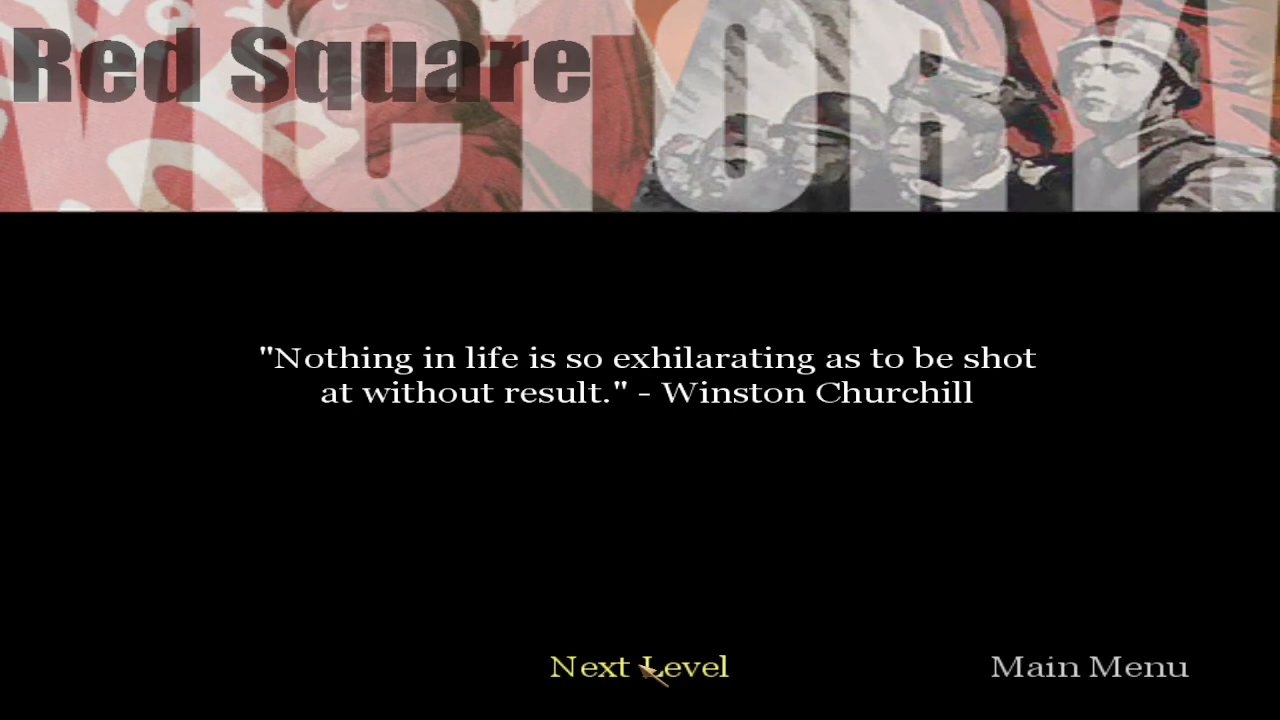 VICTORY!
Red Square
"Nothing in life is so exhilarating as to be shot
at without result." - Winston Churchill
Next Level
Main Menu